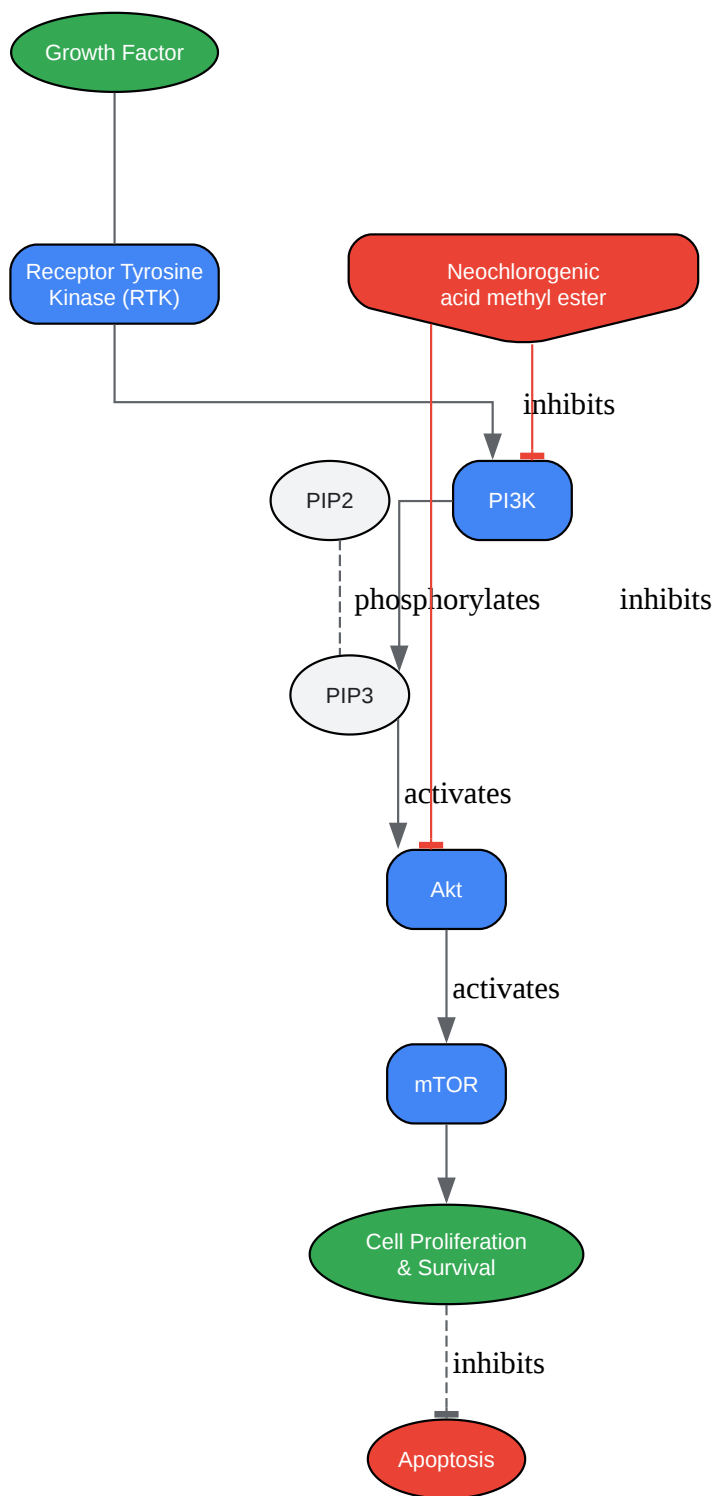 Growth Factor
Receptor Tyrosine
Kinase (RTK)
Neochlorogenic
acid methyl ester
inhibits
PIP2
PI3K
phosphorylates
inhibits
PIP3
activates
Akt
activates
mTOR
Cell Proliferation
& Survival
inhibits
Apoptosis